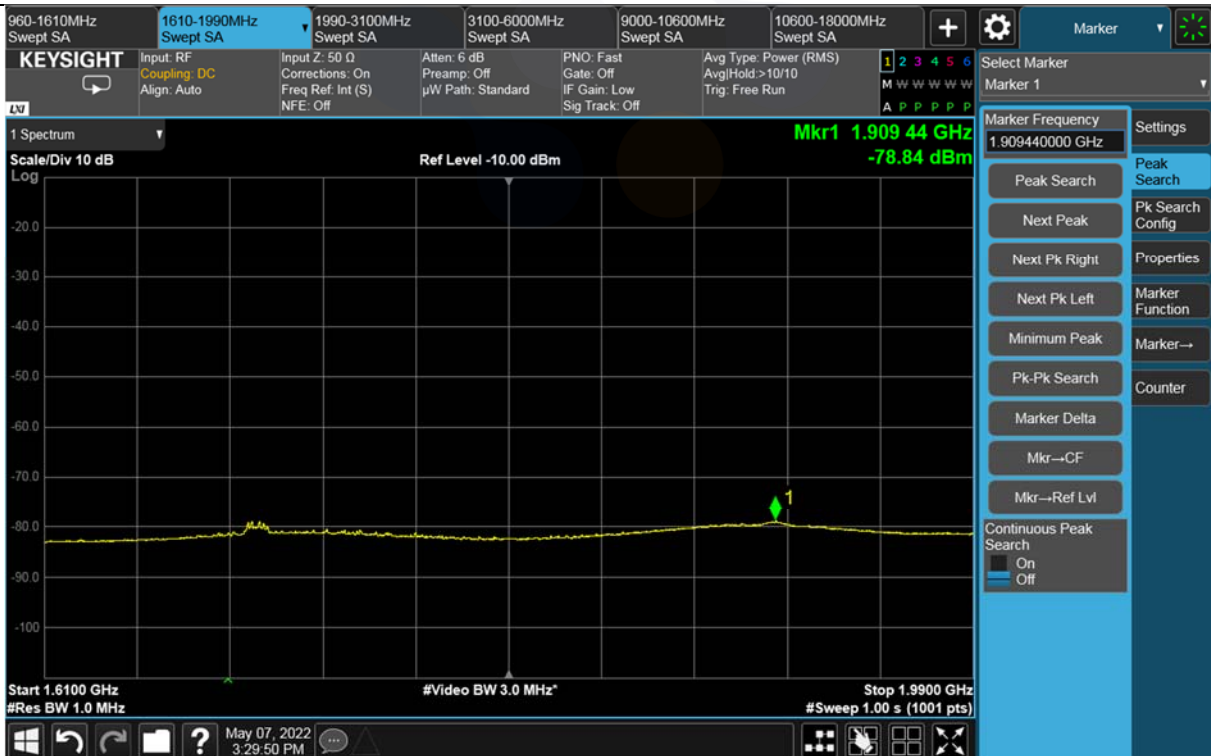 960-1610MHz
Swept SA
1610-1990MHz
Swept SA
1990-3100MHz
Swept SA
3100-6000MHz
Swept SA
9000-10600MHz
Swept SA
10600-18000MHz
Swept SA
Marker
KEYSIGHT
LXI
Input: RF
Coupling: DC
Align: Auto
Input Z: 50 Ω
Corrections: On
Freq Ref: Int (S)
NFE: Off
Atten: 6 dB
Preamp: Off
µW Path: Standard
PNO: Fast
Gate: Off
IF Gain: Low
Sig Track: Off
Avg Type: Power (RMS)
Avg|Hold:>10/10
Trig: Free Run
1 2 3 4 5 6
M W W W W W
A P P P P P
Select Marker
Marker 1
1 Spectrum
Scale/Div 10 dB
Log
Ref Level -10.00 dBm
Mkr1 1.909 44 GHz
-78.84 dBm
-20.0
-30.0
-40.0
-50.0
-60.0
-70.0
-80.0
-90.0
-100
1
Start 1.6100 GHz
#Res BW 1.0 MHz
#Video BW 3.0 MHz*
Stop 1.9900 GHz
#Sweep 1.00 s (1001 pts)
Marker Frequency
1.909440000 GHz
Peak Search
Next Peak
Next Pk Right
Next Pk Left
Minimum Peak
Pk-Pk Search
Marker Delta
Mkr→CF
Mkr→Ref Lvl
Continuous Peak
Search
On
Off
Settings
Peak
Search
Pk Search
Config
Properties
Marker
Function
Marker→
Counter
?
May 07, 2022
3:29:50 PM